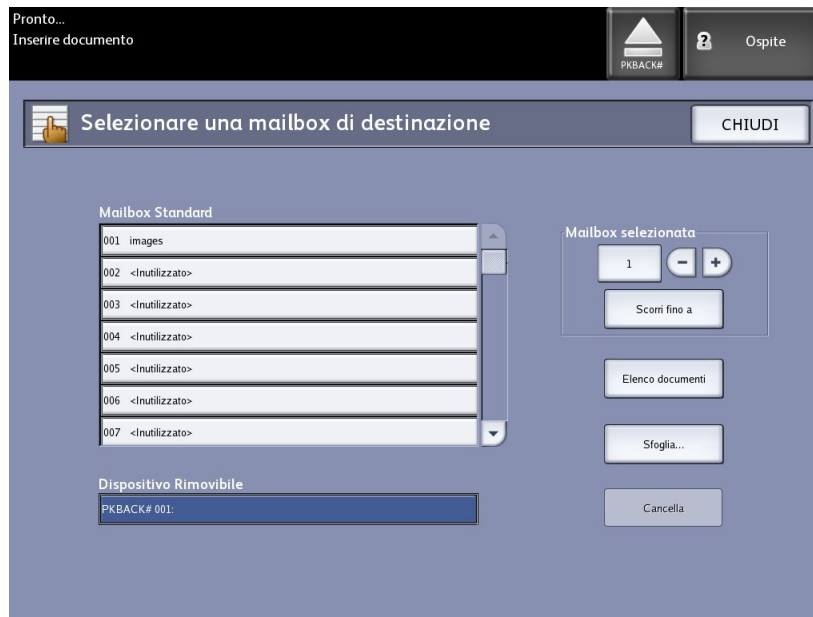 Pronto...
Inserire documento
PKBACK#
Ospite
Selezionare una mailbox di destinazione
CHIUDI
Mailbox Standard
001 images
002 <Inutilizzato>
003 <Inutilizzato>
004 <Inutilizzato>
005 <Inutilizzato>
006 <Inutilizzato>
007 <Inutilizzato>
Mailbox selezionata
1 - +
Scorri fino a
Elenco documenti
Sfoglia...
Dispositivo Rimovibile
PKBACK# 001:
Cancella